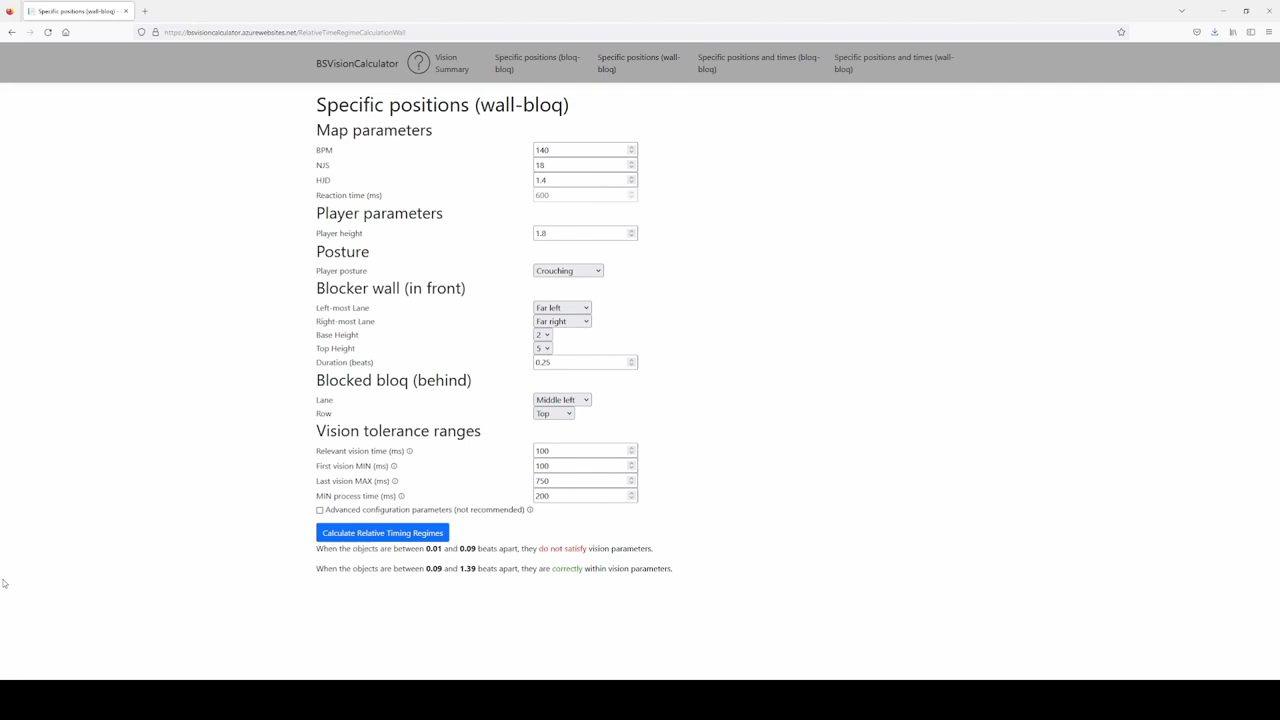 Specific positions (wall-bloq) -
https://bsvisioncalculator.azurewebsites.net/RelativeTimeRegimeCalculationWall
BSVisionCalculator
Vision Summary
Specific positions (bloq-bloq)
Specific positions (wall-bloq)
Specific positions and times (bloq-bloq)
Specific positions and times (wall-bloq)
Specific positions (wall-bloq)
Map parameters
BPM 140
NJS 18
HJD 1.4
Reaction time (ms) 600
Player parameters
Player height 1.8
Posture
Player posture Crouching
Blocker wall (in front)
Left-most Lane Far left
Right-most Lane Far right
Base Height 2
Top Height 5
Duration (beats) 0.25
Blocked bloq (behind)
Lane Middle left
Row Top
Vision tolerance ranges
Relevant vision time (ms) 100
First vision MIN (ms) 100
Last vision MAX (ms) 750
MIN process time (ms) 200
Advanced configuration parameters (not recommended)
Calculate Relative Timing Regimes
When the objects are between 0.01 and 0.09 beats apart, they do not satisfy vision parameters.
When the objects are between 0.09 and 1.39 beats apart, they are correctly within vision parameters.